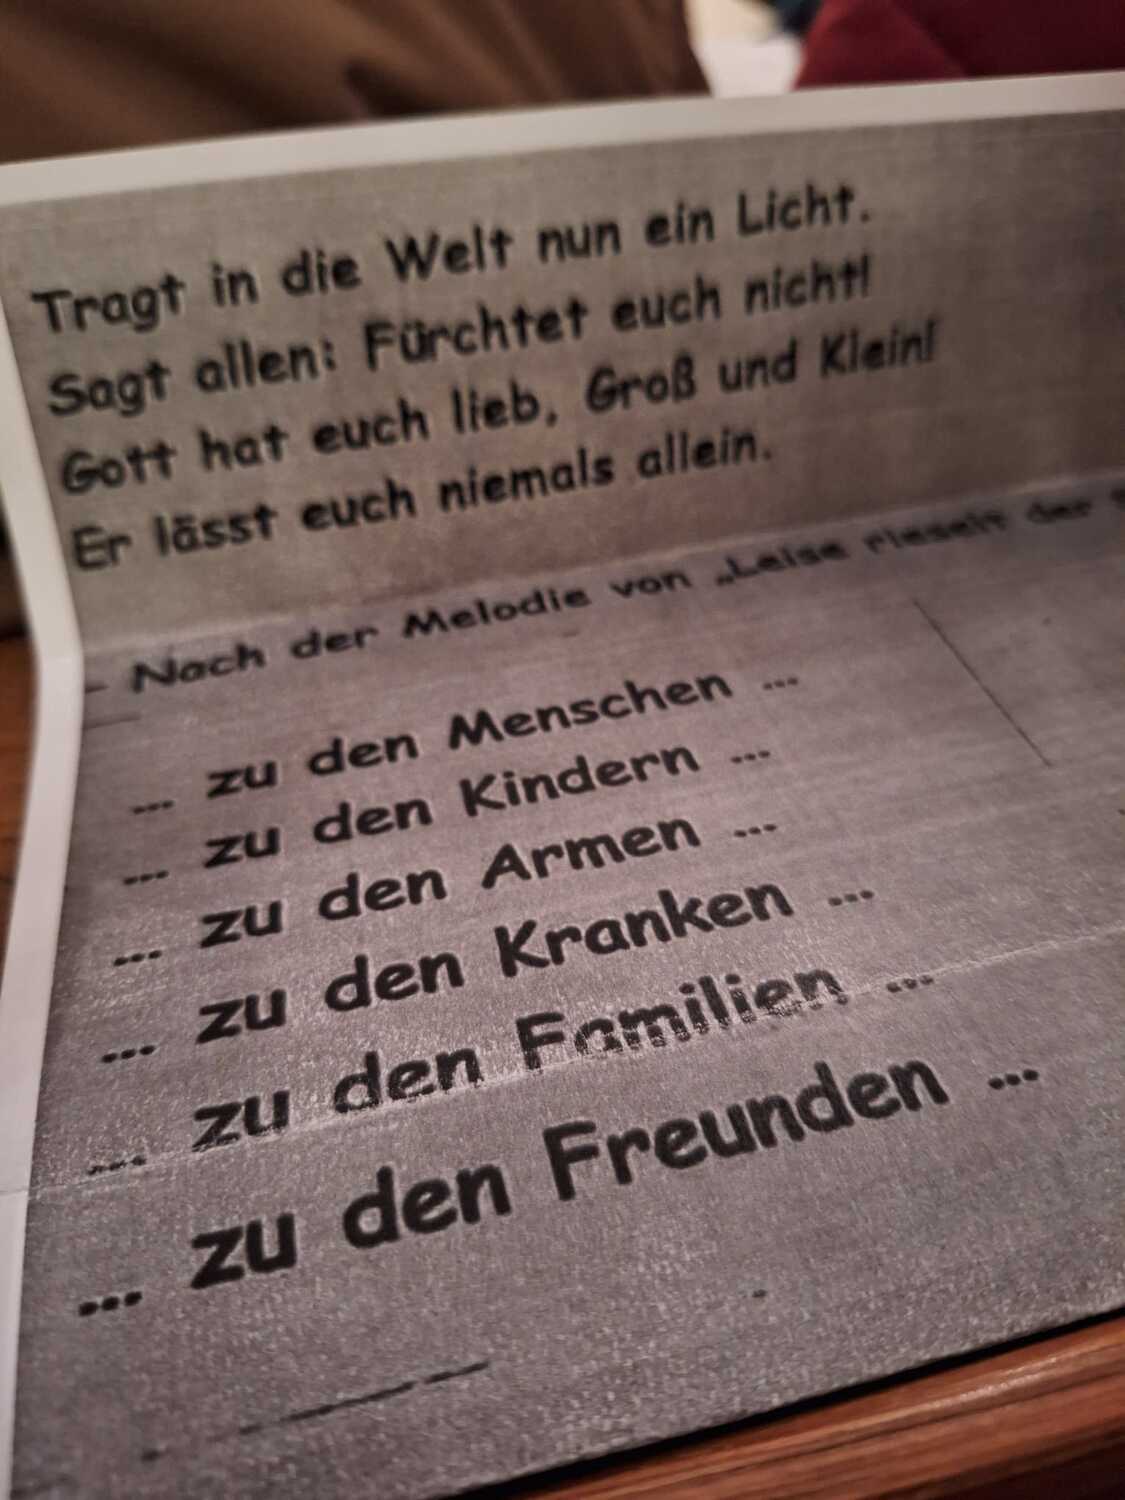 Tragt in die Welt nun ein Licht.
Sagt allen: Fürchtet euch nicht!
Gott hat euch lieb, Groß und Klein!
Er lässt euch niemals allein.
- Nach der Melodie von „Leise rieselt der
... zu den Menschen ...
... zu den Kindern ...
... zu den Armen ...
... zu den Kranken ...
... zu den Familien ...
... zu den Freunden ...